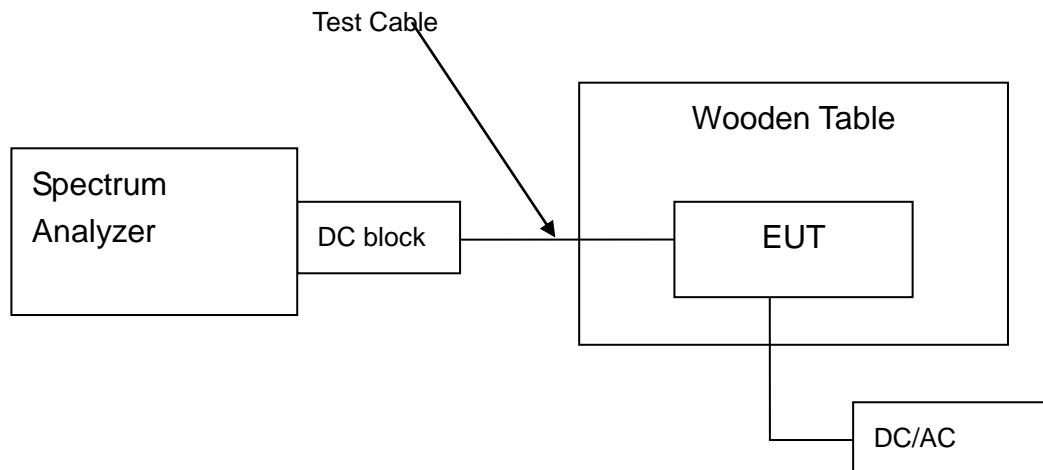 Test Cable
Wooden Table
Spectrum
Analyzer
DC block
EUT
DC/AC